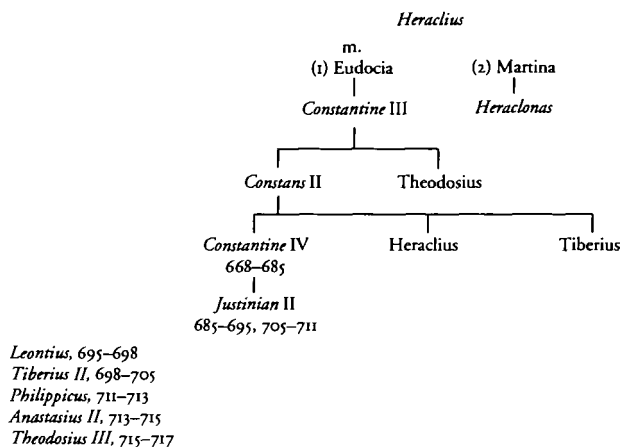 Heraclius
m.
(1) Eudocia (2) Martina
Constantine III Heraclonas
Constans II Theodosius
Constantine IV Heraclius Tiberius
668–685
Justinian II
685–695, 705–711
Leontius, 695–698
Tiberius II, 698–705
Philippicus, 711–713
Anastasius II, 713–715
Theodosius III, 715–717